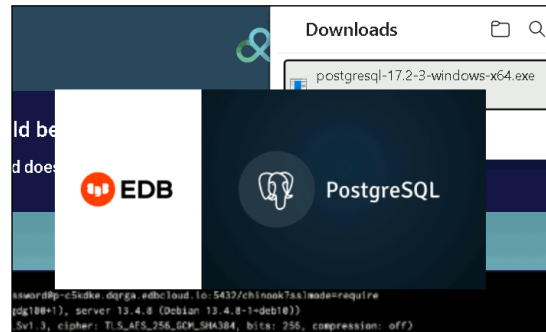 Downloads
postgresql-17.2-3-windows-x64.exe
ld be
d does
EDB
PostgreSQL
ssword@p-c5kdke.dqrga.edbcloud.io:5432/chinook?sslmode=require
gdg100+1), server 13.4.8 (Debian 13.4.8-1+deb10))
.Sv1.3, cipher: TLS_AES_256_GCM_SHA384, bits: 256, compression: off)